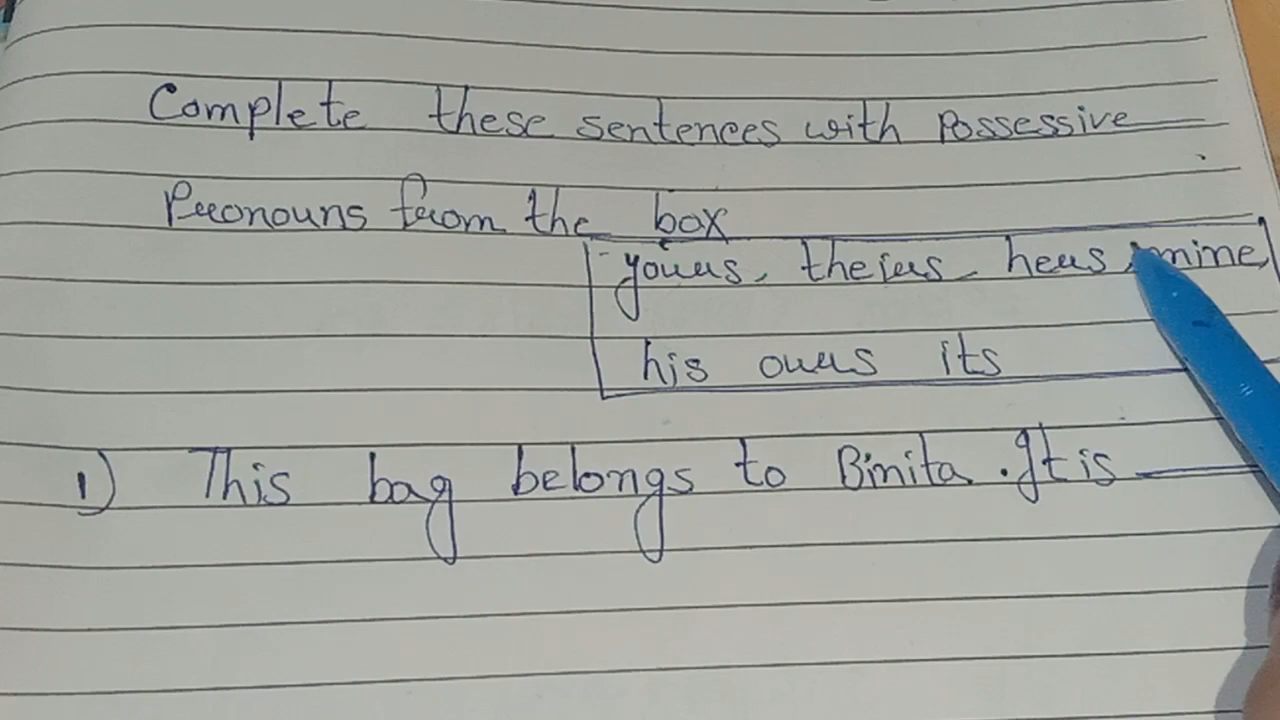 Complete these sentences with Possessive
Pronouns from the box
yours, theirs, hers, mine,
his ours its
1) This bag belongs to Binita. It is